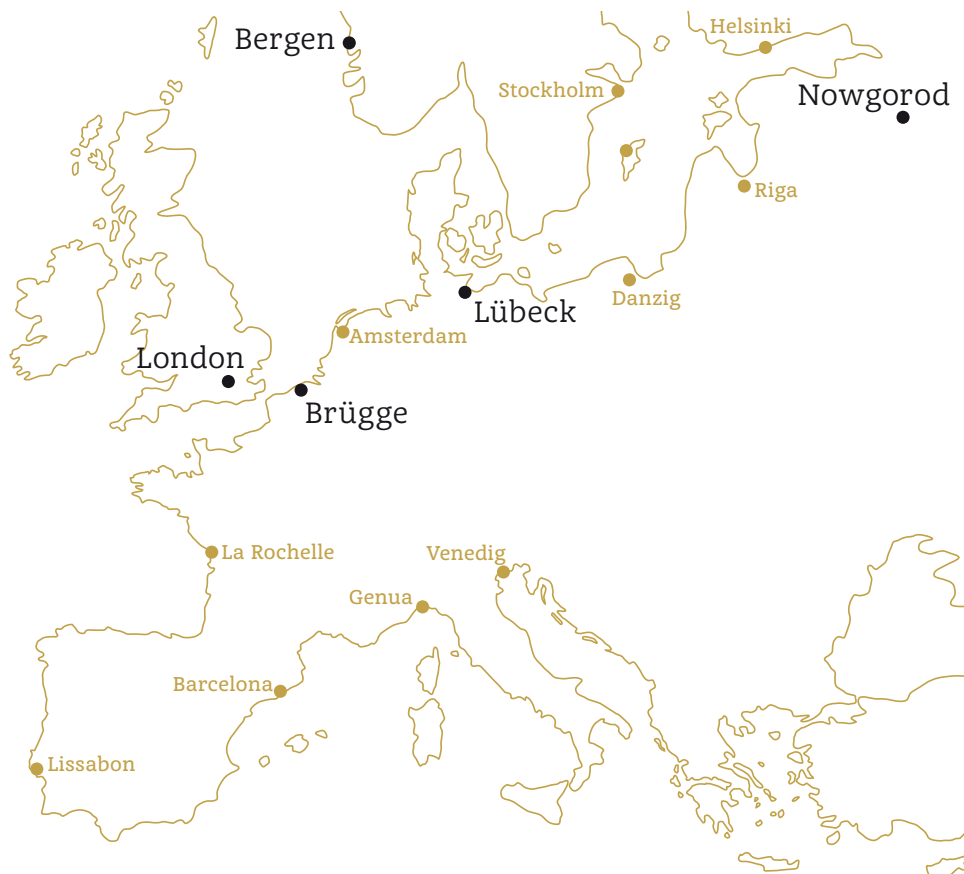 Helsinki
Bergen
Stockholm
Nowgorod
Riga
Danzig
Lübeck
Amsterdam
London
Brügge
La Rochelle
Venedig
Genua
Barcelona
Lissabon